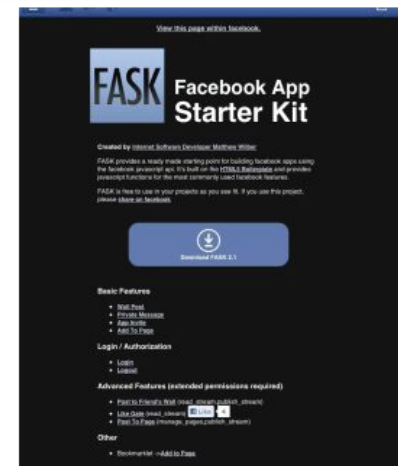 View this page within facebook.
FASK
Facebook App
Starter Kit
Created by Internet Software Developer Matthew Wilber
FASK provides a ready made starting point for building facebook apps using
the facebook javascript api. It's built on the HTML5 Boilerplate and provides
javascript functions for the most commonly used facebook features.
FASK is free to use in your projects as you see fit. If you use this project,
please share on facebook.
Download FASK 2.1
Basic Features
• Wall Post
• Private Message
• App Invite
• Add To Page
Login / Authorization
• Login
• Logout
Advanced Features (extended permissions required)
• Post to Friend's Wall (read_stream,publish_stream)
• Like Gate (read_stream) Like 4
• Post To Page (manage_pages,publish_stream)
Other
• Bookmarklet ->Add to Page